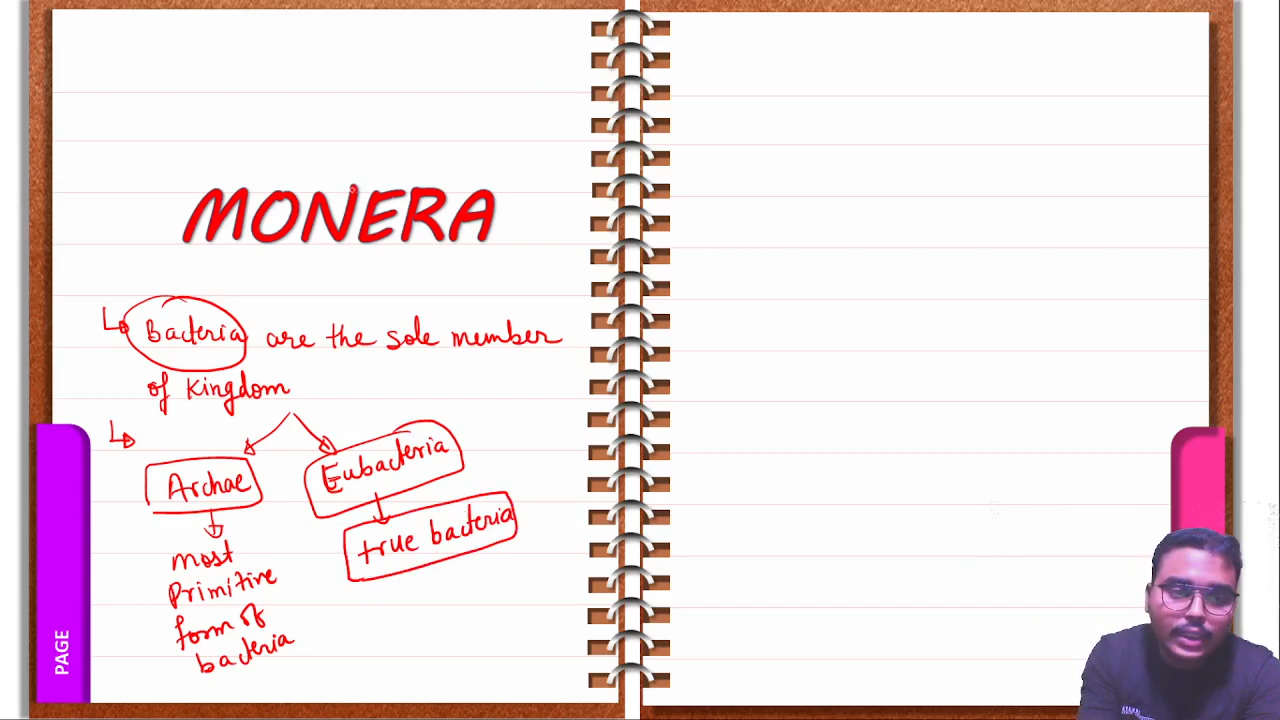 MONERA
Bacteria are the sole member
of Kingdom
Archae
Eubacteria
true bacteria
most
Primitive
form of
bacteria
PAGE